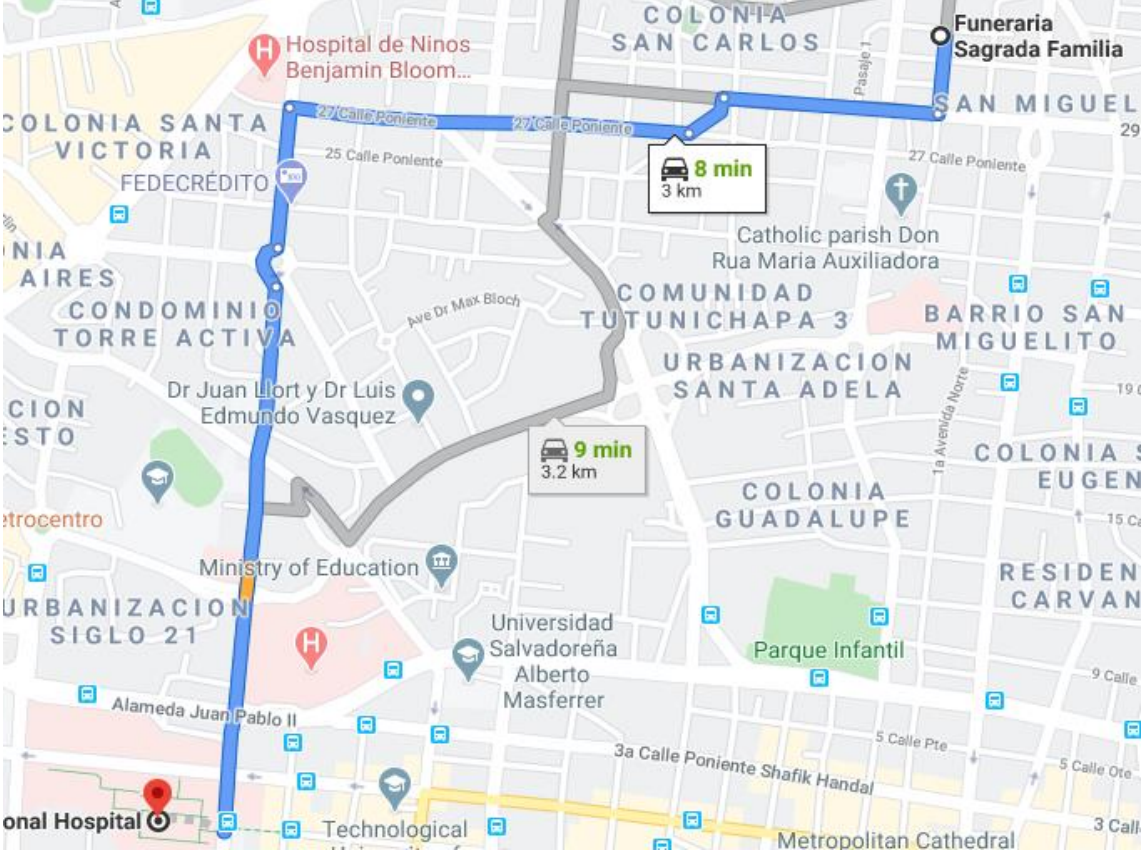 COLONIA
SAN CARLOS
Funeraria
Sagrada Familia
Hospital de Ninos
Benjamin Bloom...
Pasaje 1
SAN MIGUEL
27 Calle Poniente
27 Calle Poniente
29
COLONIA SANTA
VICTORIA
25 Calle Poniente
27 Calle Poniente
8 min
3 km
FEDECRÉDITO
Catholic parish Don
Rua Maria Auxiliadora
NIA
AIRES
COMUNIDAD
TUTUNICHAPA 3
CONDOMINIO
TORRE ACTIVA
Ave Dr Max Bloch
BARRIO SAN
MIGUELITO
URBANIZACION
SANTA ADELA
Dr Juan Llort y Dr Luis
Edmundo Vasquez
19 C
CION
ESTO
1a Avenida Norte
9 min
3.2 km
COLONIA S
EUGEN
COLONIA
GUADALUPE
15 Ca
etrocentro
Ministry of Education
RESIDEN
CARVAN
URBANIZACION
SIGLO 21
H
H
Universidad
Salvadoreña
Alberto
Masferrer
Parque Infantil
9 Calle
Alameda Juan Pablo II
5 Calle Pte
3a Calle Poniente Shafik Handal
5 Calle Ote
onal Hospital
Technological
Metropolitan Cathedral
3 Call